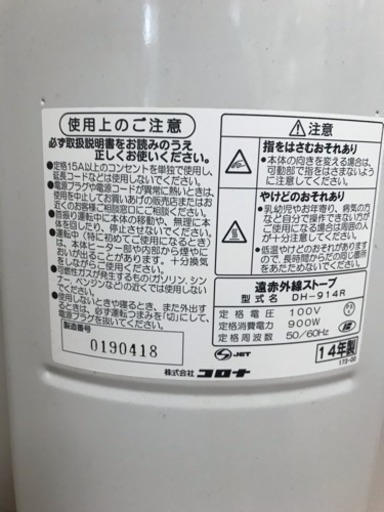 使用上のご注意
必ず取扱説明書をお読みのうえ
正しくお使いください。
●定格15A以上のコンセントを単独で使用し、
延長コードなどは使用しないでください。
●電源プラグや電源コードが異常に熱いときは、
使用を中止してお買いあげの販売店またはお
客様ご相談窓口にご相談ください。
●首振り運転中に本体の移動や、無理に本
体を回したり、停止させないでください。
●運転中(特に初めてご使用になるとき)
は、本体やヒーター部や内部から煙やに
おいが出ることがあります。十分換気を
してください。
●可燃性ガスが発生するもの(ガソリン、シン
ナー、ベンジンなど)の近くでは使用しない
でください。
●使用しないときや寝るとき、また外出す
るときは、必ず運転つまみを「切」にして、
電源プラグを抜いてください。
製造番号
0190418
⚠注意
指をはさむおそれあり
・本体の向きを変える場合は、
可動部で指をはさまないよう
に注意してください。
やけどのおそれあり
●乳幼児やお年寄り、病気の方
など自分で操作できない方が
ご使用になる場合は周囲の人
が十分注意してください。
●低温やけどのおそれがあります
ので、長時間からだの同じ場所を
暖めないでください。
遠赤外線ストーブ
型式名 DH-914R
定格電圧 100V
定格消費電力 900W
定格周波数 50/60Hz
S JET
14年製
株式会社 コロナ